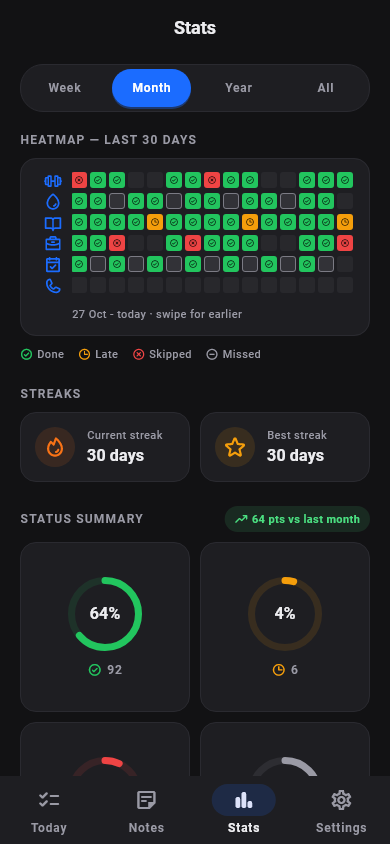 Stats
Week Month Year All
HEATMAP — LAST 30 DAYS
27 Oct - today · swipe for earlier
Done Late Skipped Missed
STREAKS
Current streak
30 days
Best streak
30 days
STATUS SUMMARY
64 pts vs last month
64%
92
4%
6
Today Notes Stats Settings